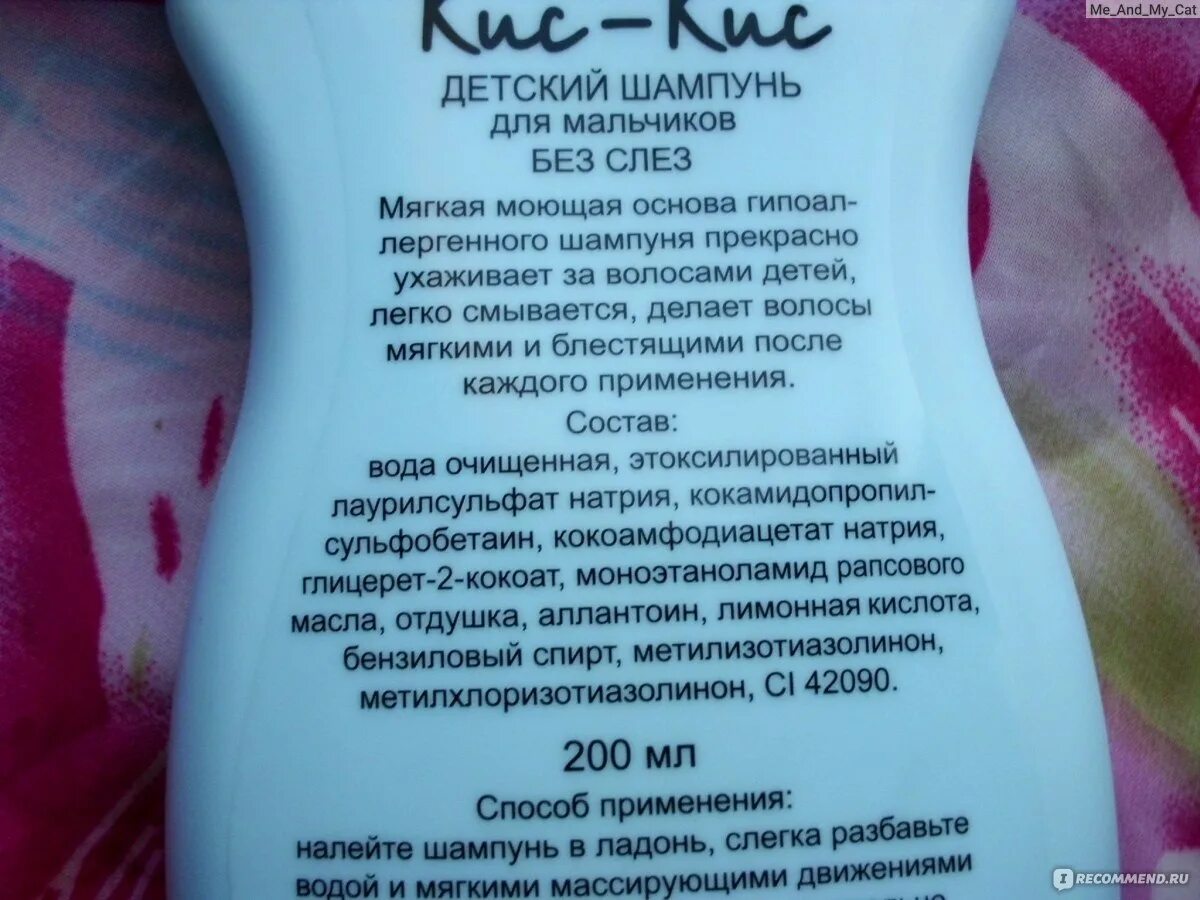 Me_And_My_Cat
Кис-Кис
ДЕТСКИЙ ШАМПУНЬ
ДЛЯ МАЛЬЧИКОВ
БЕЗ СЛЕЗ
Мягкая моющая основа гипоал-
лергенного шампуня прекрасно
ухаживает за волосами детей,
легко смывается, делает волосы
мягкими и блестящими после
каждого применения.
Состав:
вода очищенная, этоксилированный
лаурилсульфат натрия, кокамидопропил-
сульфобетаин, кокоамфодиацетат натрия,
глицерет-2-кокоат, моноэтаноламид рапсового
масла, отдушка, аллантоин, лимонная кислота,
бензиловый спирт, метилизотиазолинон,
метилхлоризотиазолинон, CI 42090.
200 мл
Способ применения:
налейте шампунь в ладонь, слегка разбавьте
водой и мягкими массирующими движениями
IRECOMMEND.RU